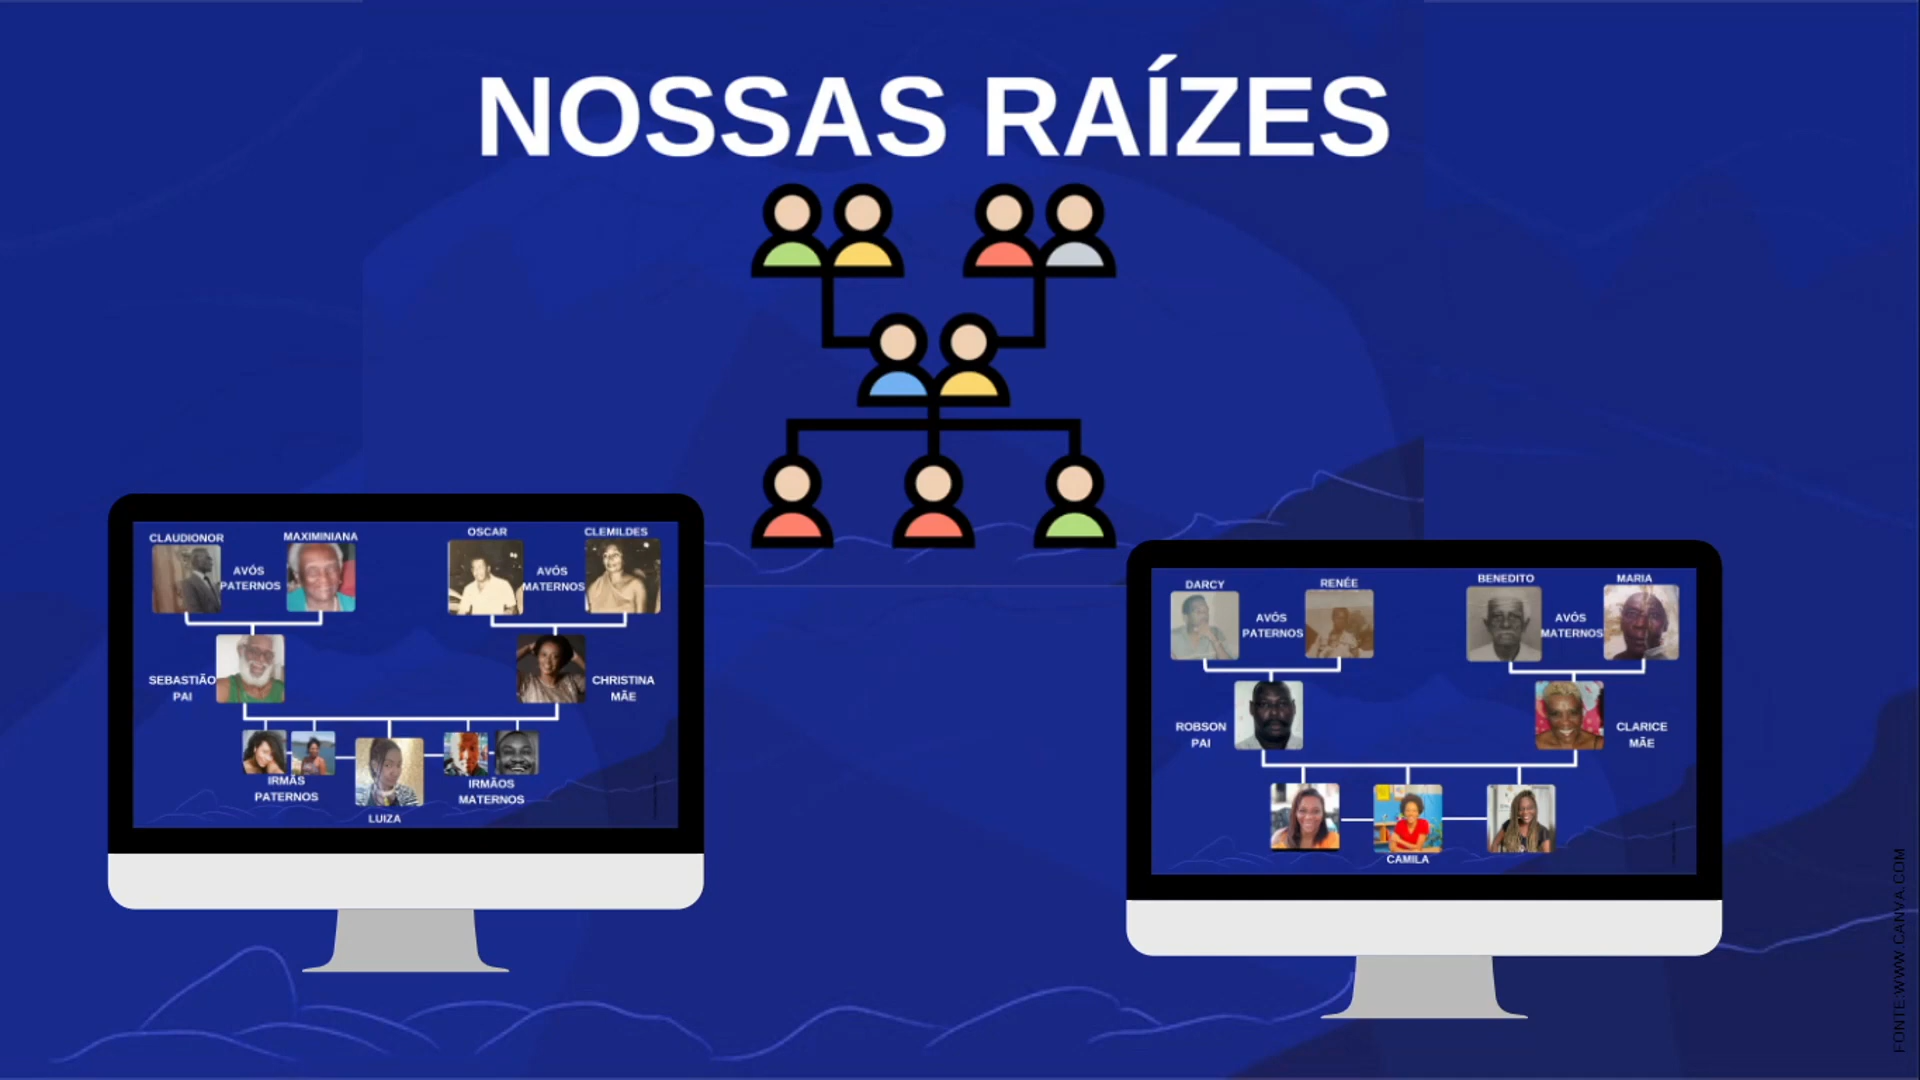 NOSSAS RAÍZES
CLAUDIONOR
MAXIMINIANA
OSCAR
CLEMILDES
AVÓS
PATERNOS
AVÓS
MATERNOS
SEBASTIÃO
PAI
CHRISTINA
MÃE
IRMÃS
PATERNOS
IRMÃOS
MATERNOS
LUIZA
DARCY
RENÉE
BENEDITO
MARIA
AVÓS
PATERNOS
AVÓS
MATERNOS
ROBSON
PAI
CLARICE
MÃE
CAMILA
FONTE:WWW.CANVA.COM